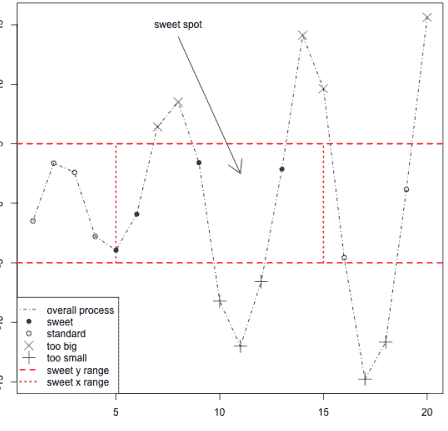 sweet spot
overall process
sweet
standard
too big
too small
sweet y range
sweet x range
5
10
15
20